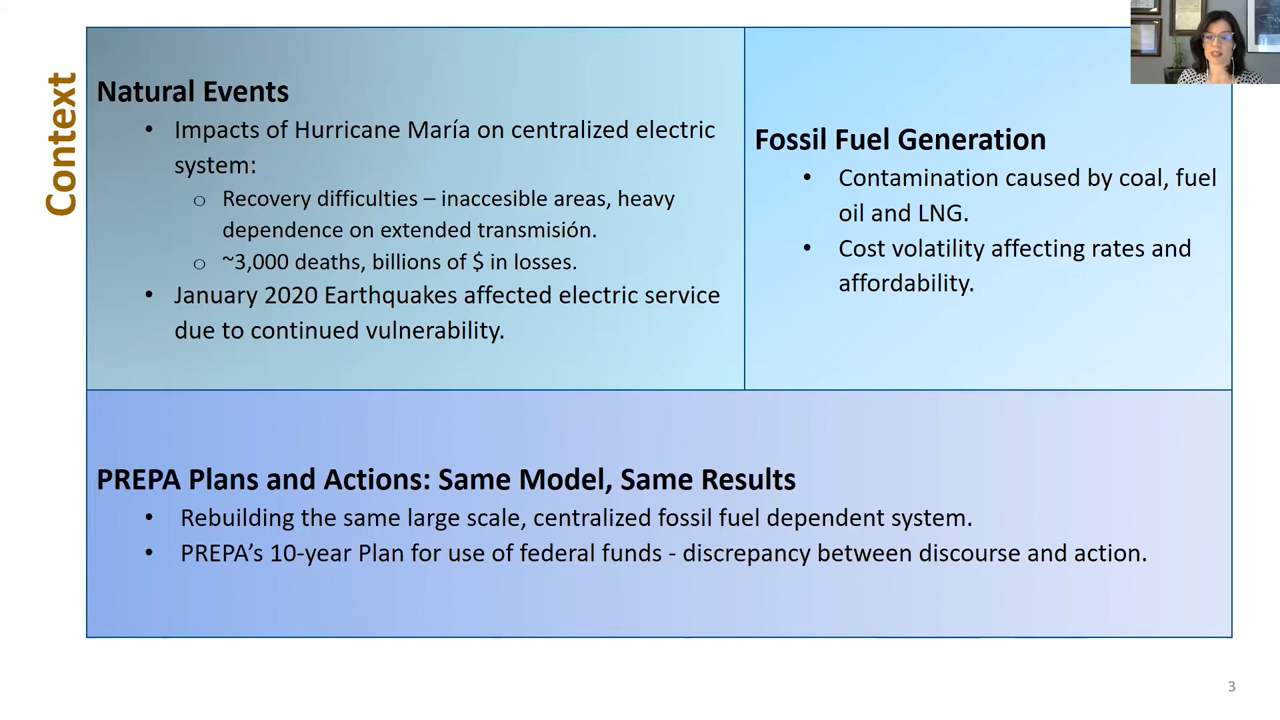 Context
Natural Events
• Impacts of Hurricane María on centralized electric
system:
o Recovery difficulties – inaccesible areas, heavy
dependence on extended transmisión.
o ~3,000 deaths, billions of $ in losses.
• January 2020 Earthquakes affected electric service
due to continued vulnerability.
Fossil Fuel Generation
• Contamination caused by coal, fuel
oil and LNG.
• Cost volatility affecting rates and
affordability.
PREPA Plans and Actions: Same Model, Same Results
• Rebuilding the same large scale, centralized fossil fuel dependent system.
• PREPA’s 10-year Plan for use of federal funds - discrepancy between discourse and action.
3